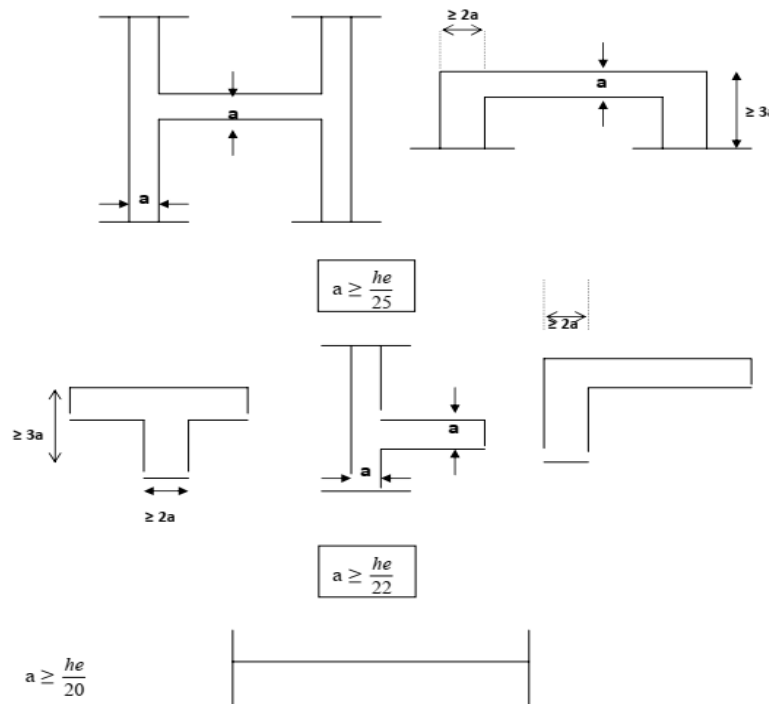 ≥ 2a
a
a
≥ 3a
a
a ≥ he/25
≥ 2a
≥ 3a
a
a
≥ 2a
a ≥ he/22
a ≥ he/20